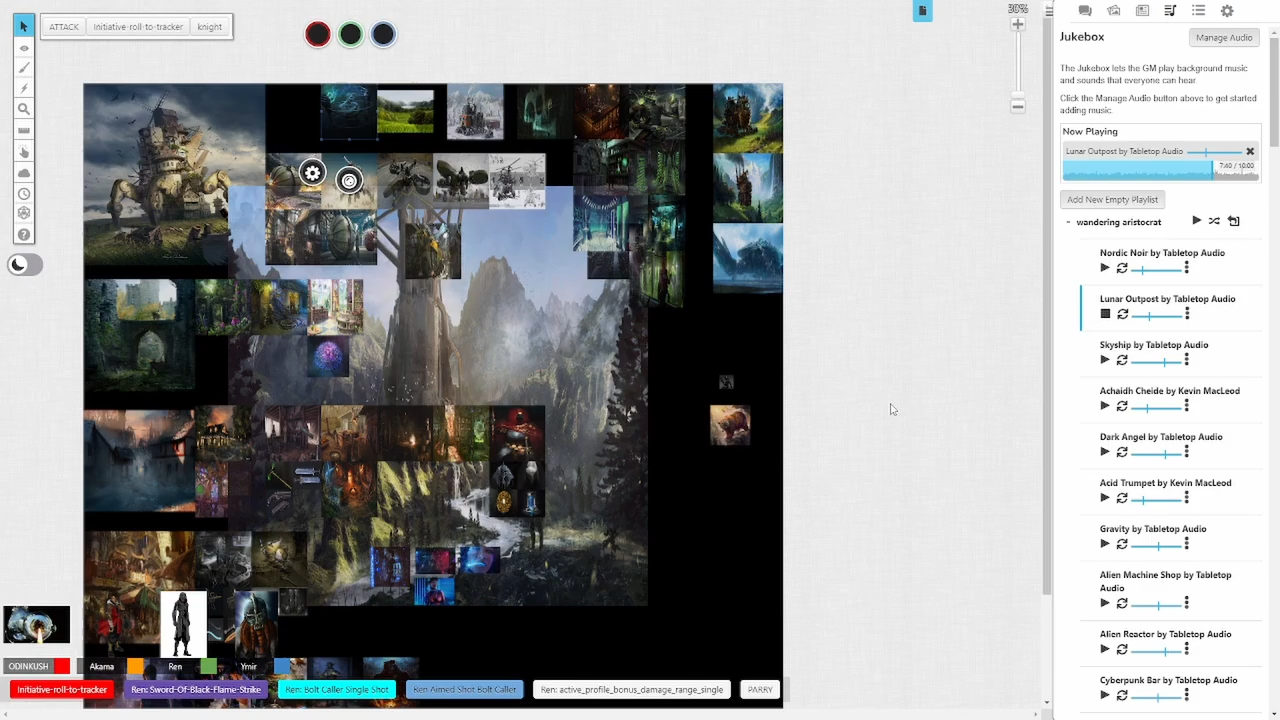 ATTACK
Initiative-roll-to-tracker
knight
30%
Jukebox
Manage Audio
The Jukebox lets the GM play background music
and sounds that everyone can hear
Click the Manage Audio button above to get started
adding music.
Now Playing
Lunar Outpost by Tabletop Audio
7:40 / 10:00
Add New Empty Playlist
wandering aristocrat
Nordic Noir by Tabletop Audio
Lunar Outpost by Tabletop Audio
Skyship by Tabletop Audio
Achaidh Cheide by Kevin MacLeod
Dark Angel by Tabletop Audio
Acid Trumpet by Kevin MacLeod
Gravity by Tabletop Audio
Alien Machine Shop by Tabletop
Audio
Alien Reactor by Tabletop Audio
Cyberpunk Bar by Tabletop Audio
ODINKUSH
Akama
Ren
Ymir
Initiative-roll-to-tracker
Ren: Sword-Of-Black-Flame-Strike
Ren: Bolt Caller Single Shot
Ren Aimed Shot Bolt Caller
Ren: active_profile_bonus_damage_range_single
PARRY